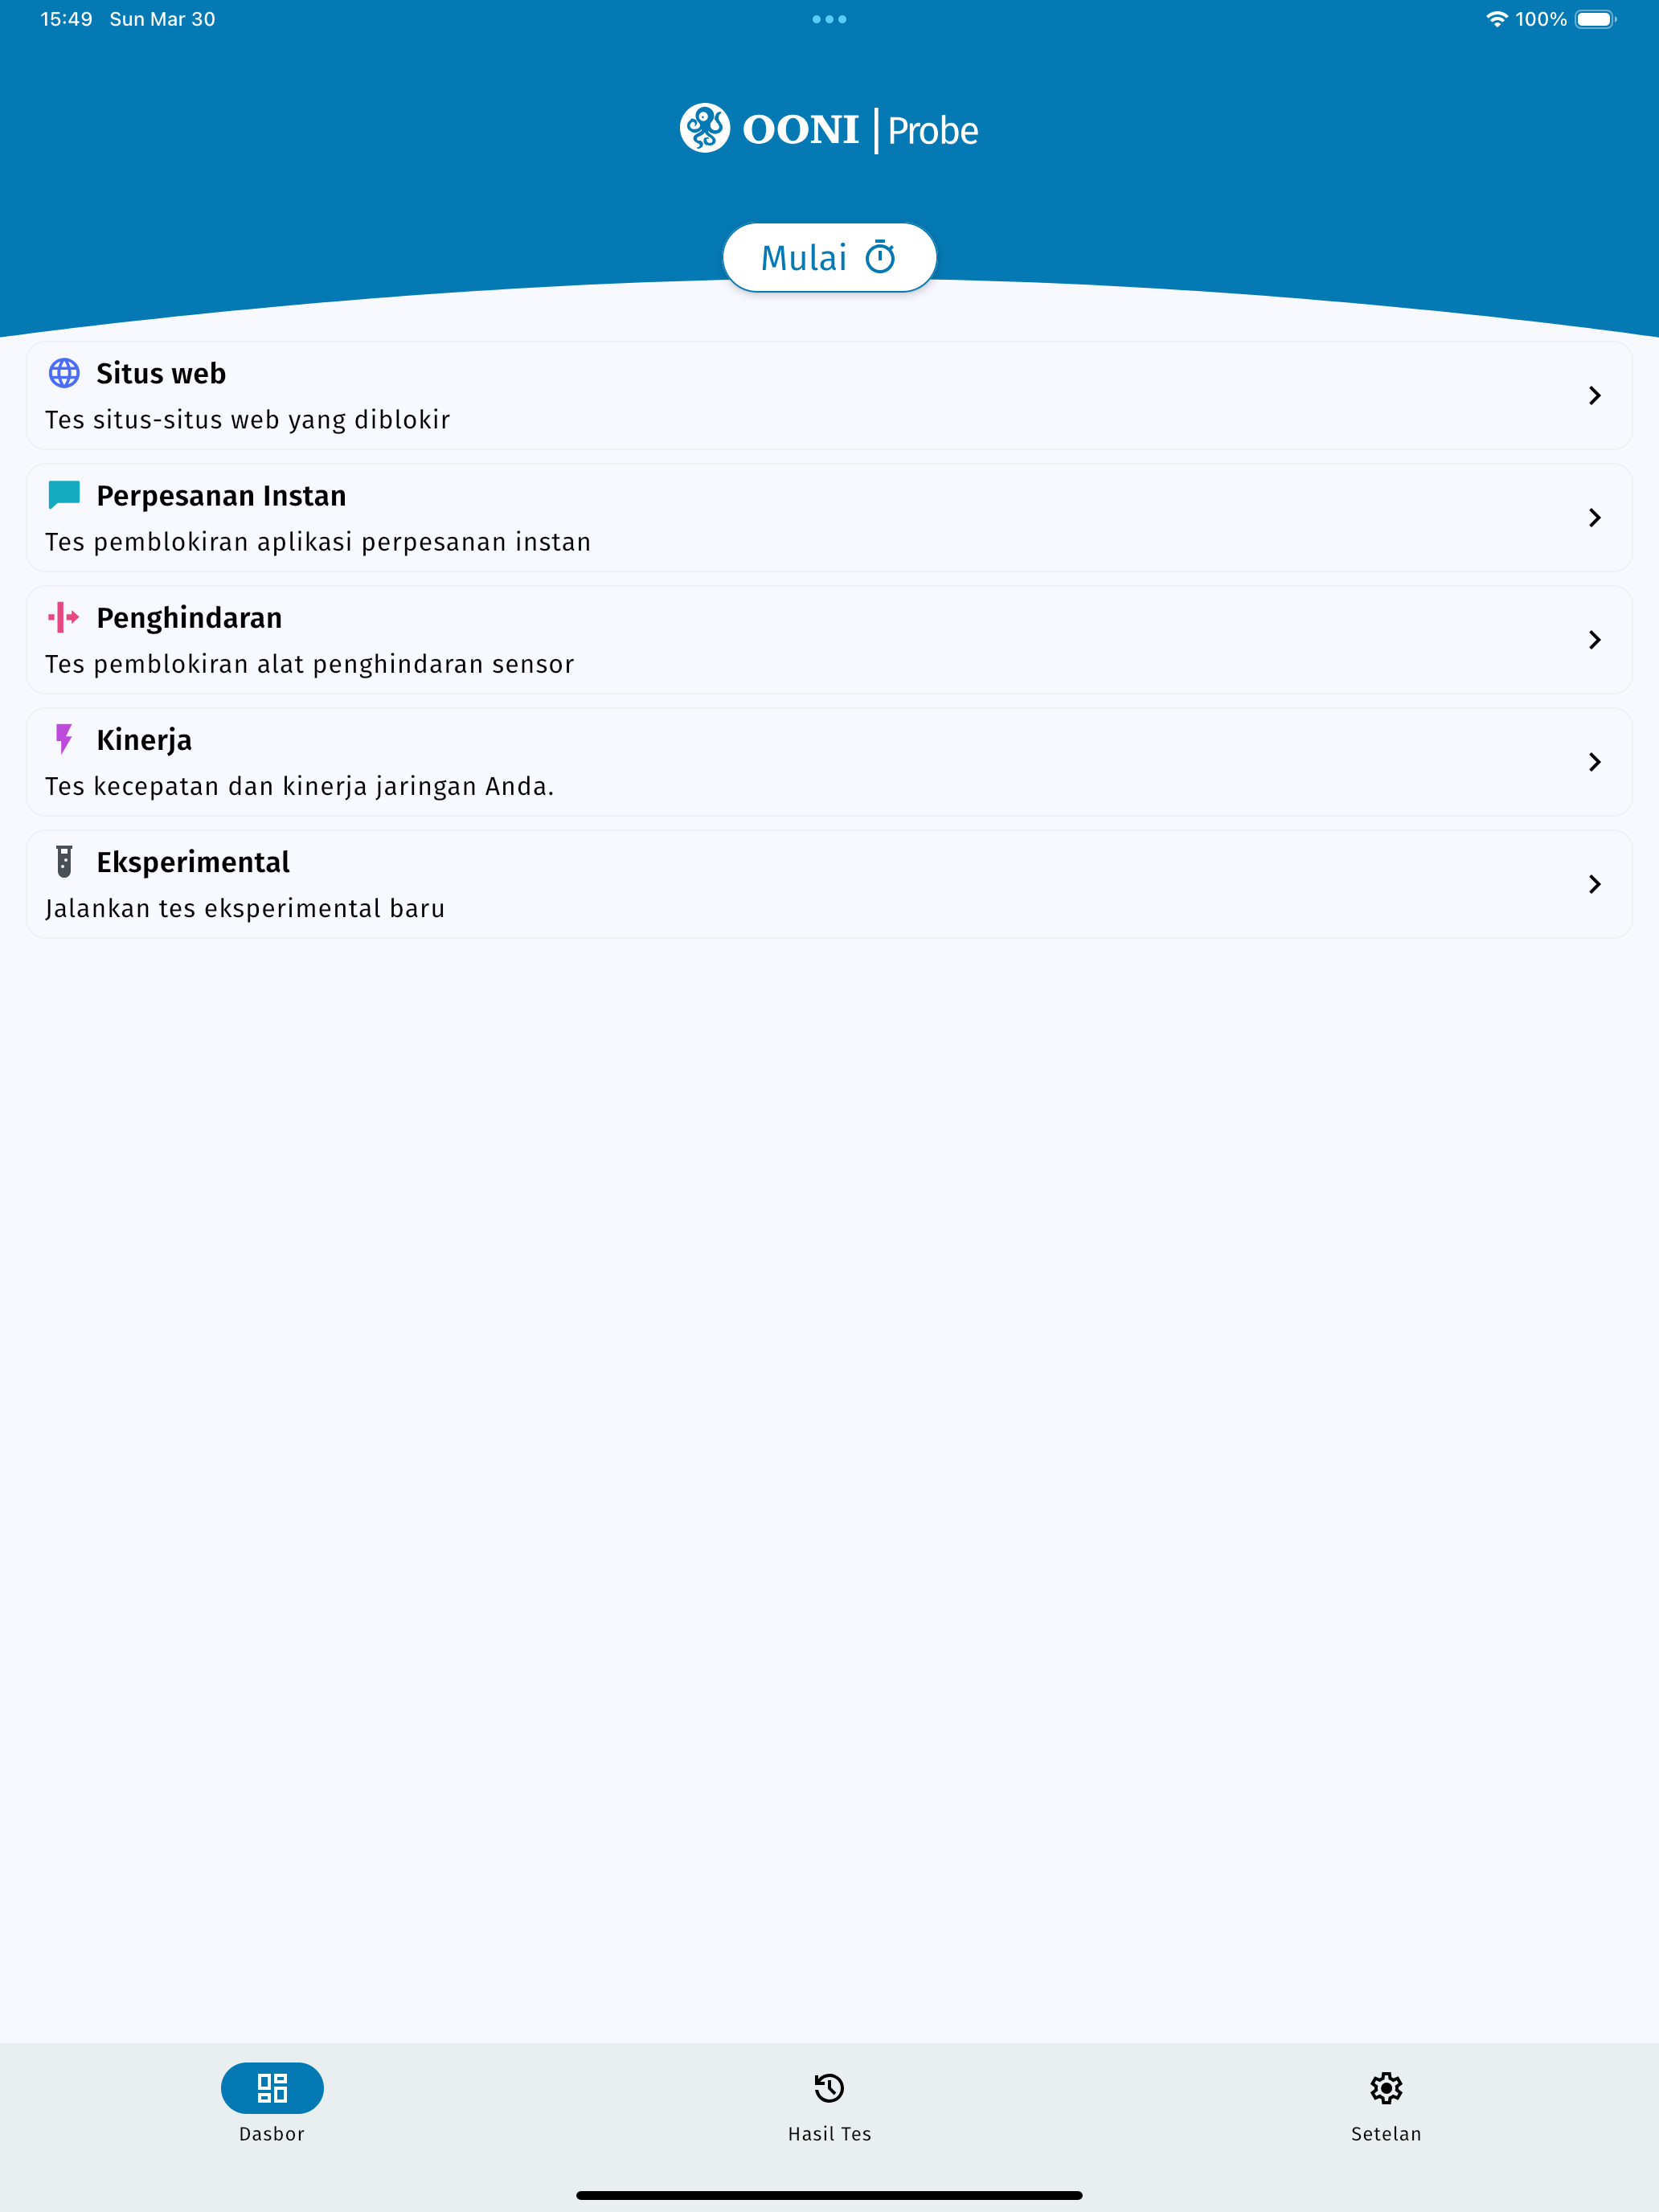 15:49 Sun Mar 30
100%
OONI Probe
Mulai
Situs web
Tes situs-situs web yang diblokir
Perpesanan Instan
Tes pemblokiran aplikasi perpesanan instan
Penghindaran
Tes pemblokiran alat penghindaran sensor
Kinerja
Tes kecepatan dan kinerja jaringan Anda.
Eksperimental
Jalankan tes eksperimental baru
Dasbor
Hasil Tes
Setelan